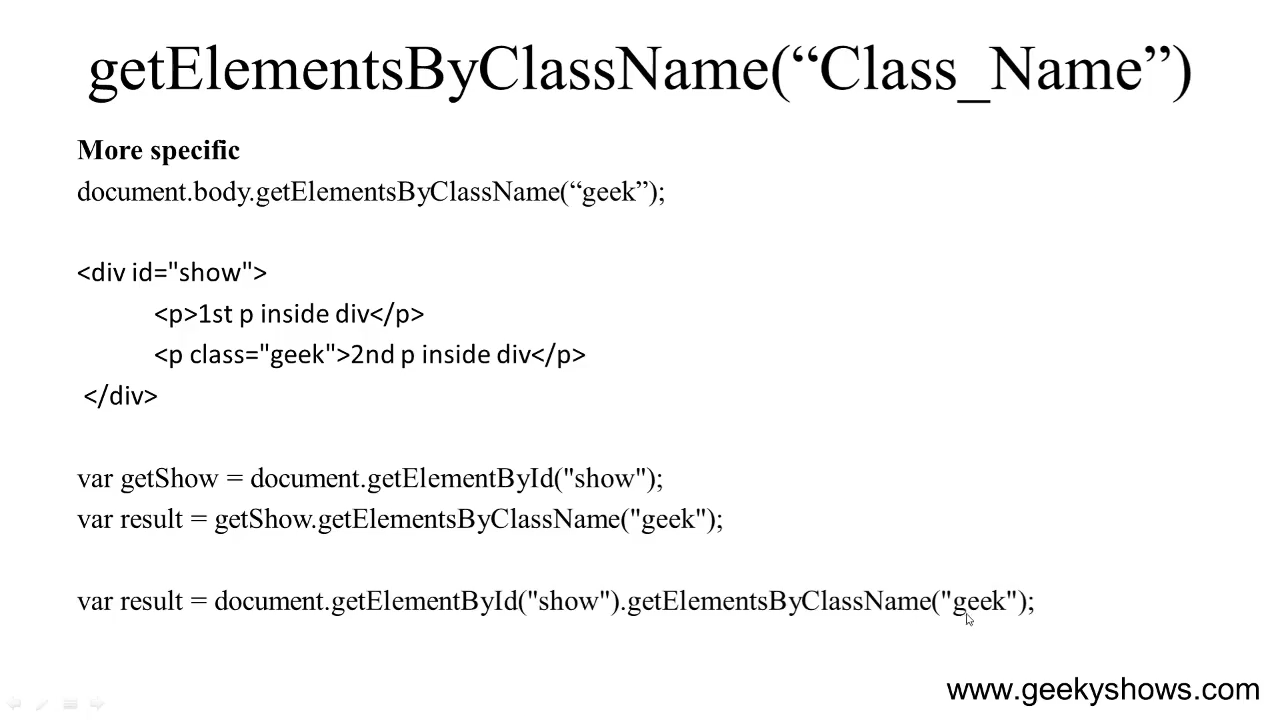 getElementsByClassName(“Class_Name”)
More specific
document.body.getElementsByClassName(“geek”);
<div id="show">
<p>1st p inside div</p>
<p class="geek">2nd p inside div</p>
</div>
var getShow = document.getElementById("show");
var result = getShow.getElementsByClassName("geek");
var result = document.getElementById("show").getElementsByClassName("geek");
www.geekyshows.com